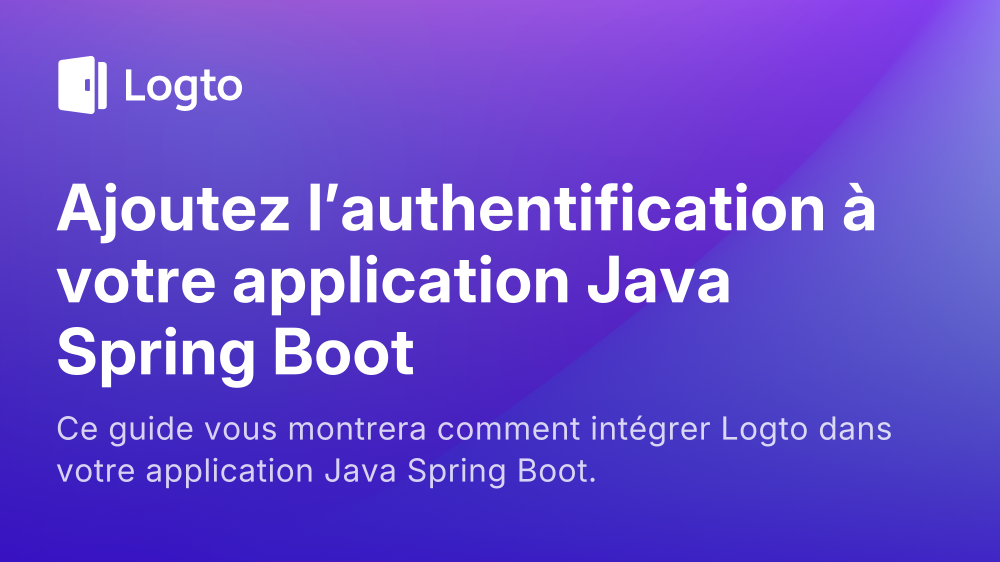 Logto
Ajoutez l’authentification à
votre application Java
Spring Boot
Ce guide vous montrera comment intégrer Logto dans
votre application Java Spring Boot.